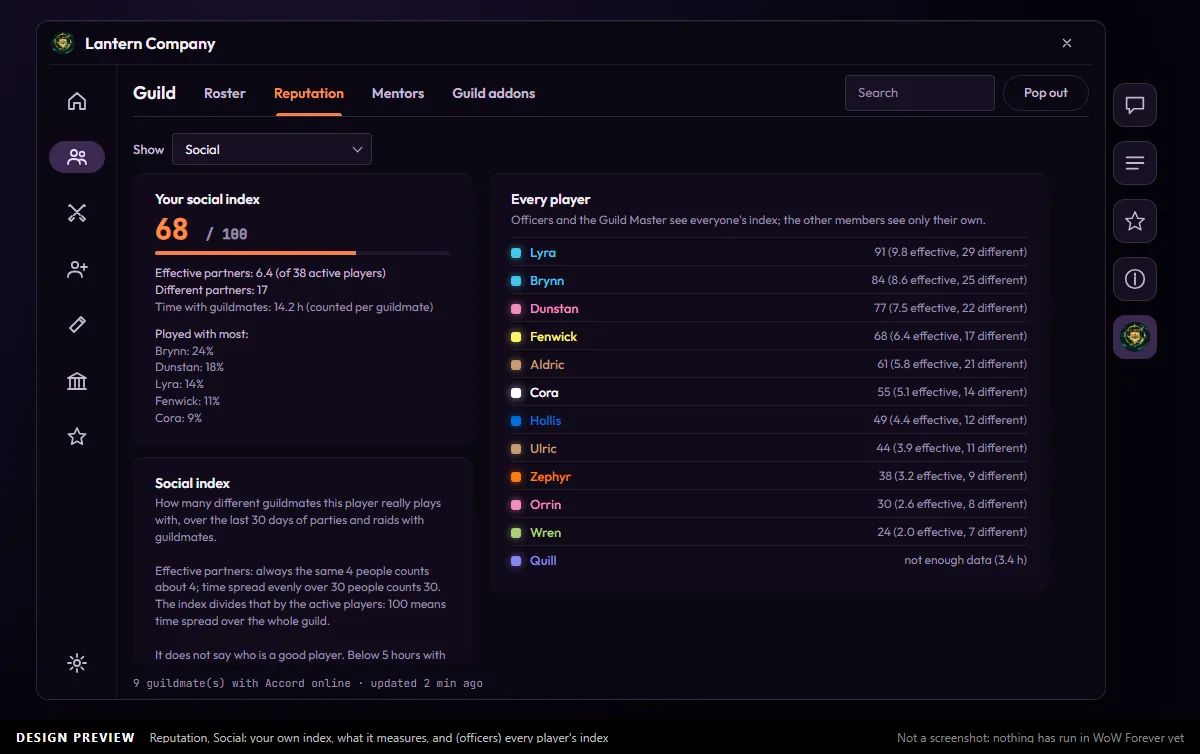 Lantern Company
Guild
Roster
Reputation
Mentors
Guild addons
Search
Pop out
Show
Social
Your social index
68 / 100
Effective partners: 6.4 (of 38 active players)
Different partners: 17
Time with guildmates: 14.2 h (counted per guildmate)
Played with most:
Brynn: 24%
Dunstan: 18%
Lyra: 14%
Fenwick: 11%
Cora: 9%
Social index
How many different guildmates this player really plays
with, over the last 30 days of parties and raids with
guildmates.
Effective partners: always the same 4 people counts
about 4; time spread evenly over 30 people counts 30.
The index divides that by the active players: 100 means
time spread over the whole guild.
It does not say who is a good player. Below 5 hours with
Every player
Officers and the Guild Master see everyone's index; the other members see only their own.
Lyra 91 (9.8 effective, 29 different)
Brynn 84 (8.6 effective, 25 different)
Dunstan 77 (7.5 effective, 22 different)
Fenwick 68 (6.4 effective, 17 different)
Aldric 61 (5.8 effective, 21 different)
Cora 55 (5.1 effective, 14 different)
Hollis 49 (4.4 effective, 12 different)
Ulric 44 (3.9 effective, 11 different)
Zephyr 38 (3.2 effective, 9 different)
Orrin 30 (2.6 effective, 8 different)
Wren 24 (2.0 effective, 7 different)
Quill not enough data (3.4 h)
9 guildmate(s) with Accord online · updated 2 min ago
DESIGN PREVIEW Reputation, Social: your own index, what it measures, and (officers) every player's index
Not a screenshot: nothing has run in WoW Forever yet